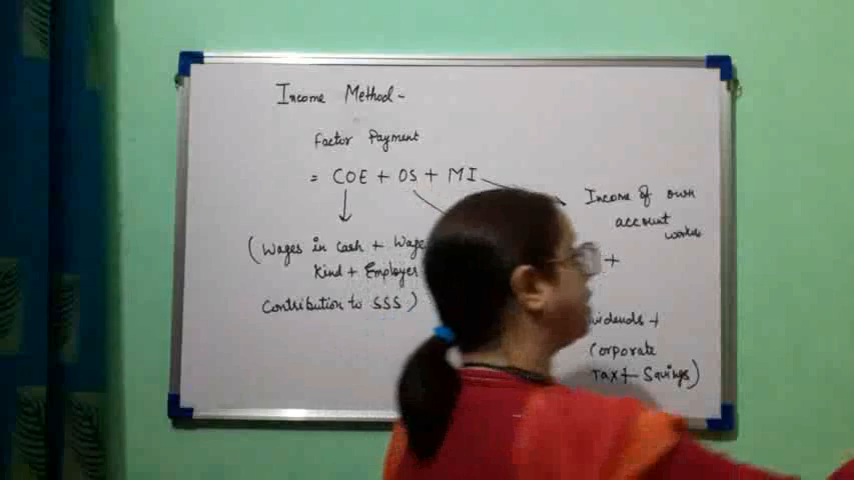 Income Method -
Factor Payment
= COE + OS + MI
Income of own
account
workers
(Wages in cash + Wage
Kind + Employer
Contribution to SSS)
+
vidends +
Corporate
Tax + Savings)